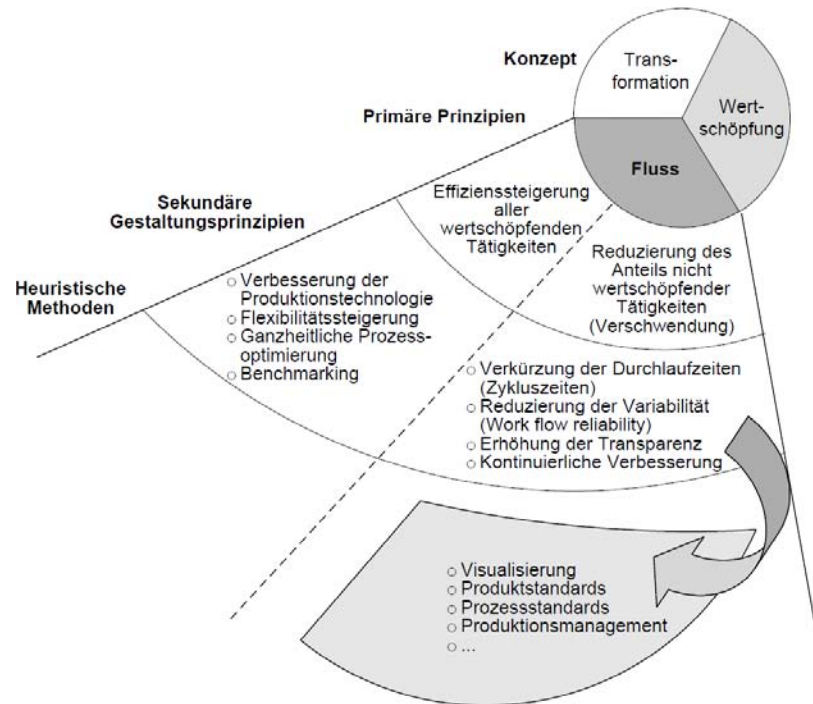 Konzept
Trans-
formation
Wert-
schöpfung
Primäre Prinzipien
Fluss
Sekundäre
Gestaltungsprinzipien
Effizienssteigerung
aller
wertschöpfenden
Tätigkeiten
Reduzierung des
Anteils nicht
wertschöpfender
Tätigkeiten
(Verschwendung)
Heuristische
Methoden
○ Verbesserung der
Produktionstechnologie
○ Flexibilitätssteigerung
○ Ganzheitliche Prozess-
optimierung
○ Benchmarking
○ Verkürzung der Durchlaufzeiten
(Zykluszeiten)
○ Reduzierung der Variabilität
(Work flow reliability)
○ Erhöhung der Transparenz
○ Kontinuierliche Verbesserung
○ Visualisierung
○ Produktstandards
○ Prozessstandards
○ Produktionsmanagement
○ ...